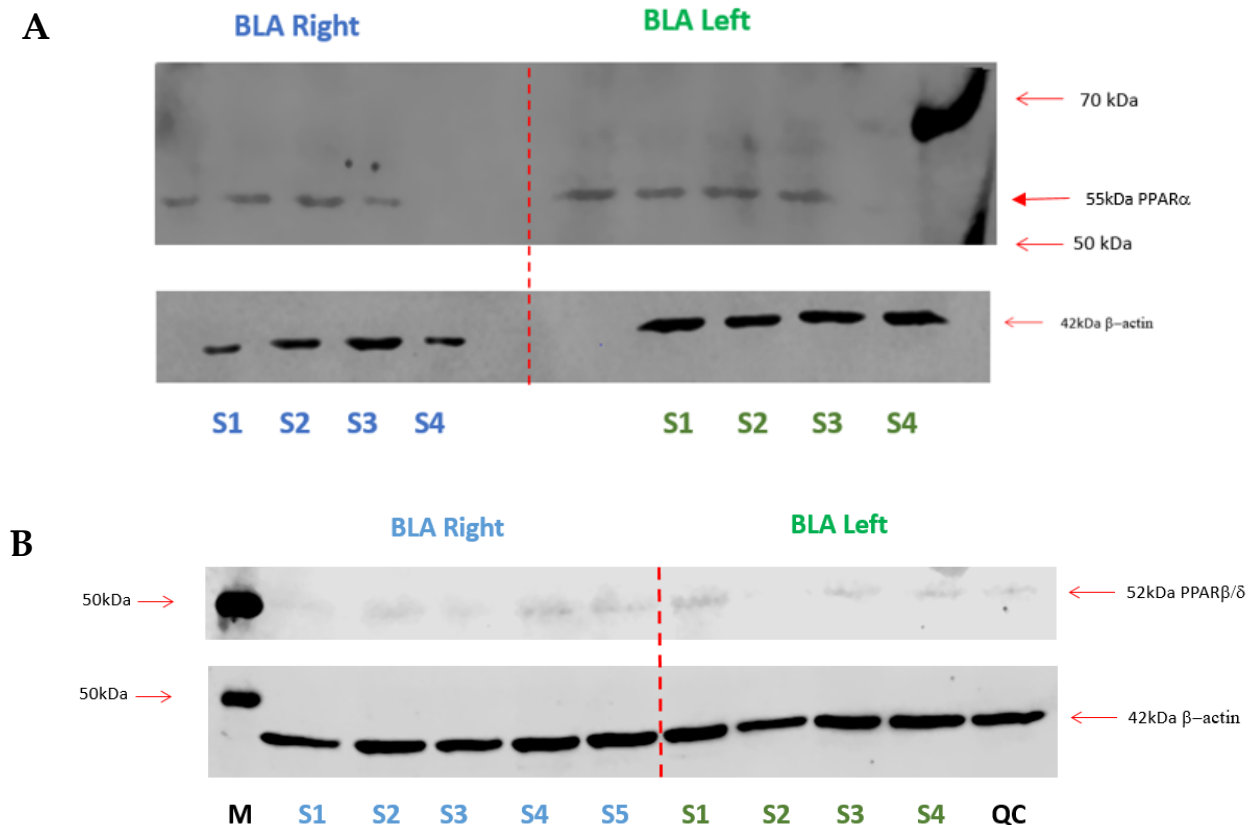 A
BLA Right BLA Left
70 kDa
55kDa PPARα
50 kDa
42kDa β–actin
S1 S2 S3 S4 S1 S2 S3 S4
B
BLA Right BLA Left
50kDa 52kDa PPARβ/δ
50kDa 42kDa β–actin
M S1 S2 S3 S4 S5 S1 S2 S3 S4 QC